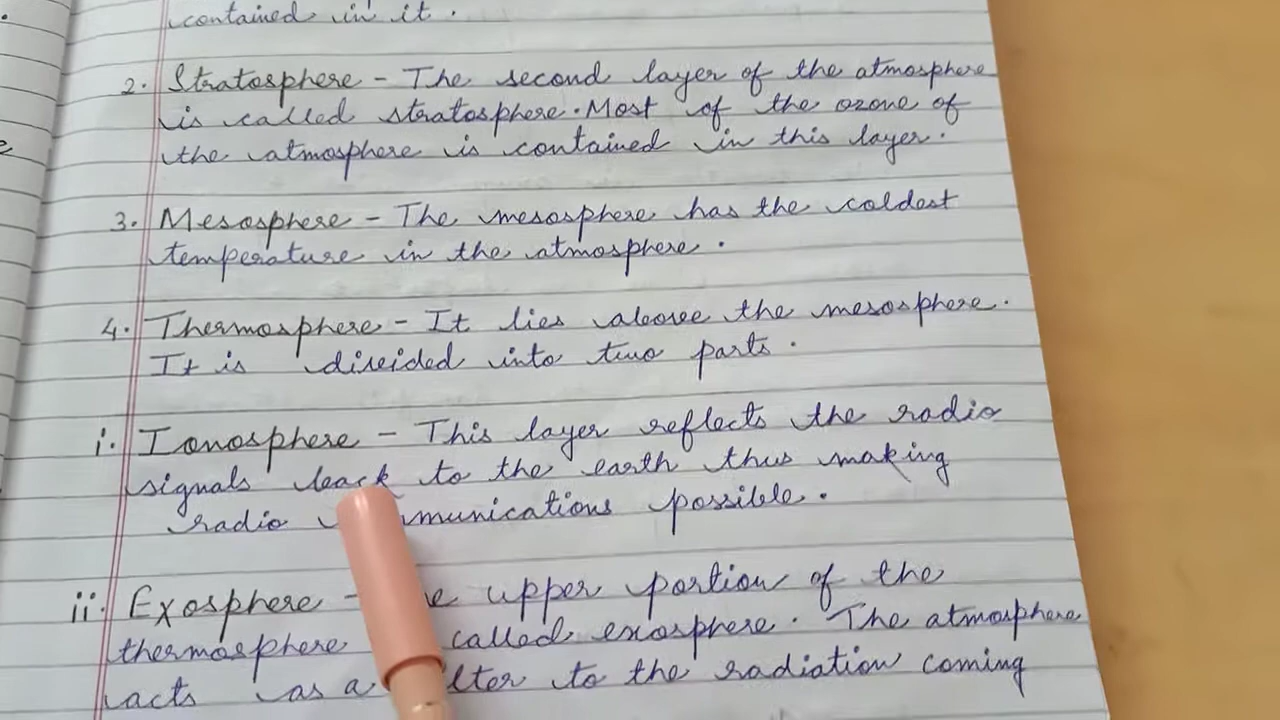 contained in it.
2. Stratosphere - The second layer of the atmosphere
is called stratosphere. Most of the ozone of
the atmosphere is contained in this layer.
3. Mesosphere - The mesosphere has the coldest
temperature in the atmosphere.
4. Thermosphere - It lies above the mesosphere.
It is divided into two parts.
i. Ionosphere - This layer reflects the radio
signals back to the earth thus making
radio communications possible.
ii. Exosphere - upper portion of the
thermosphere called exosphere. The atmosphere
acts as a to the radiation coming